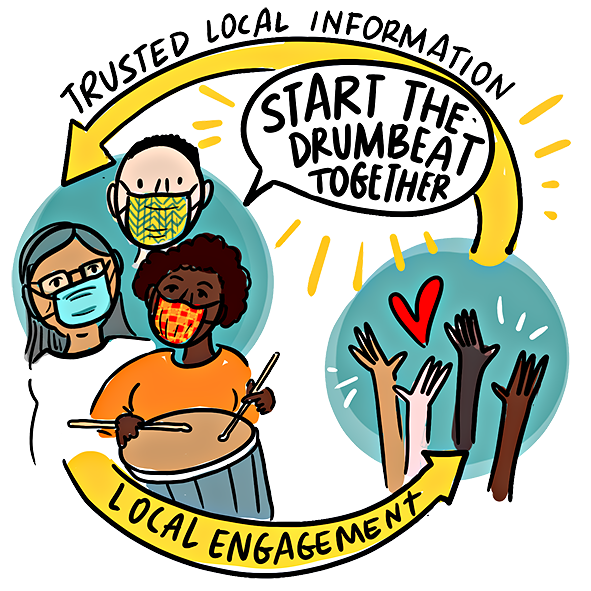 TRUSTED LOCAL INFORMATION
START THE
DRUMBEAT
TOGETHER
LOCAL ENGAGEMENT